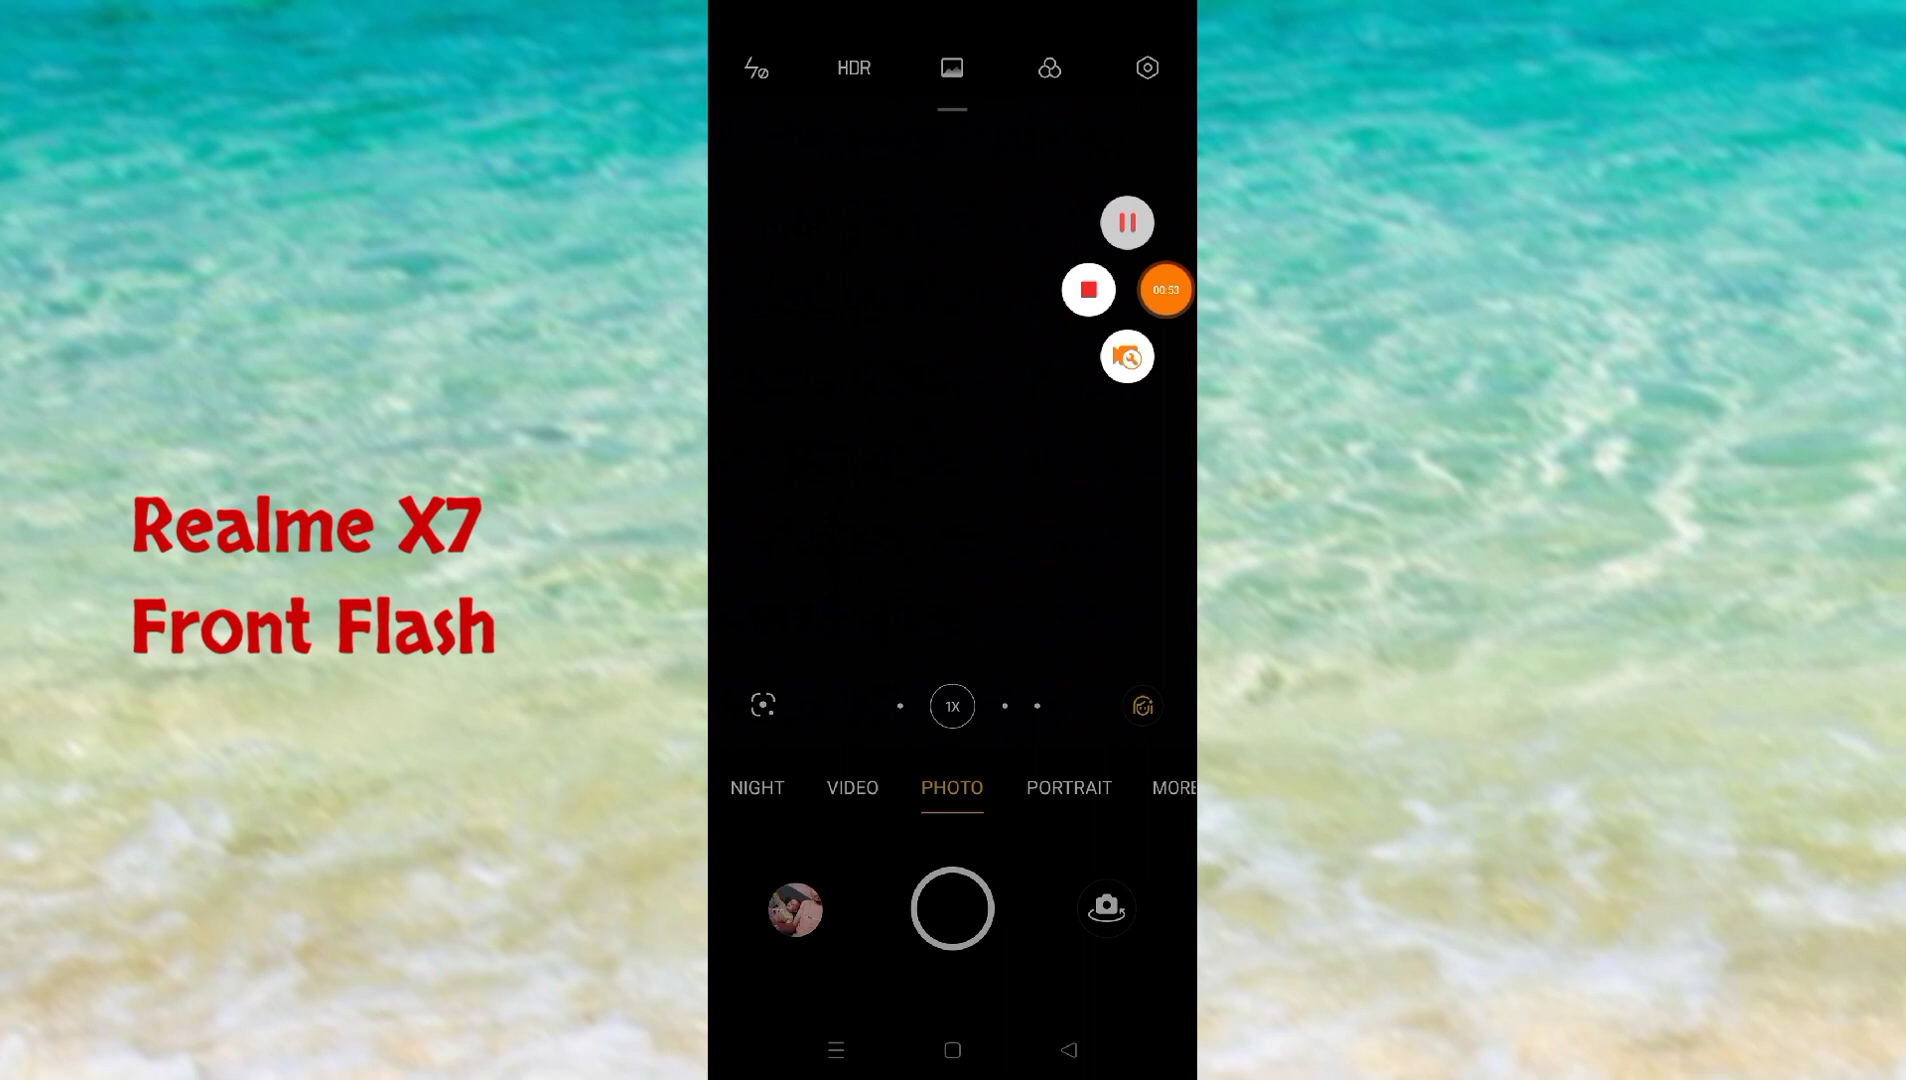 HDR
00:53
Realme X7
Front Flash
1X
NIGHT VIDEO PHOTO PORTRAIT MORE